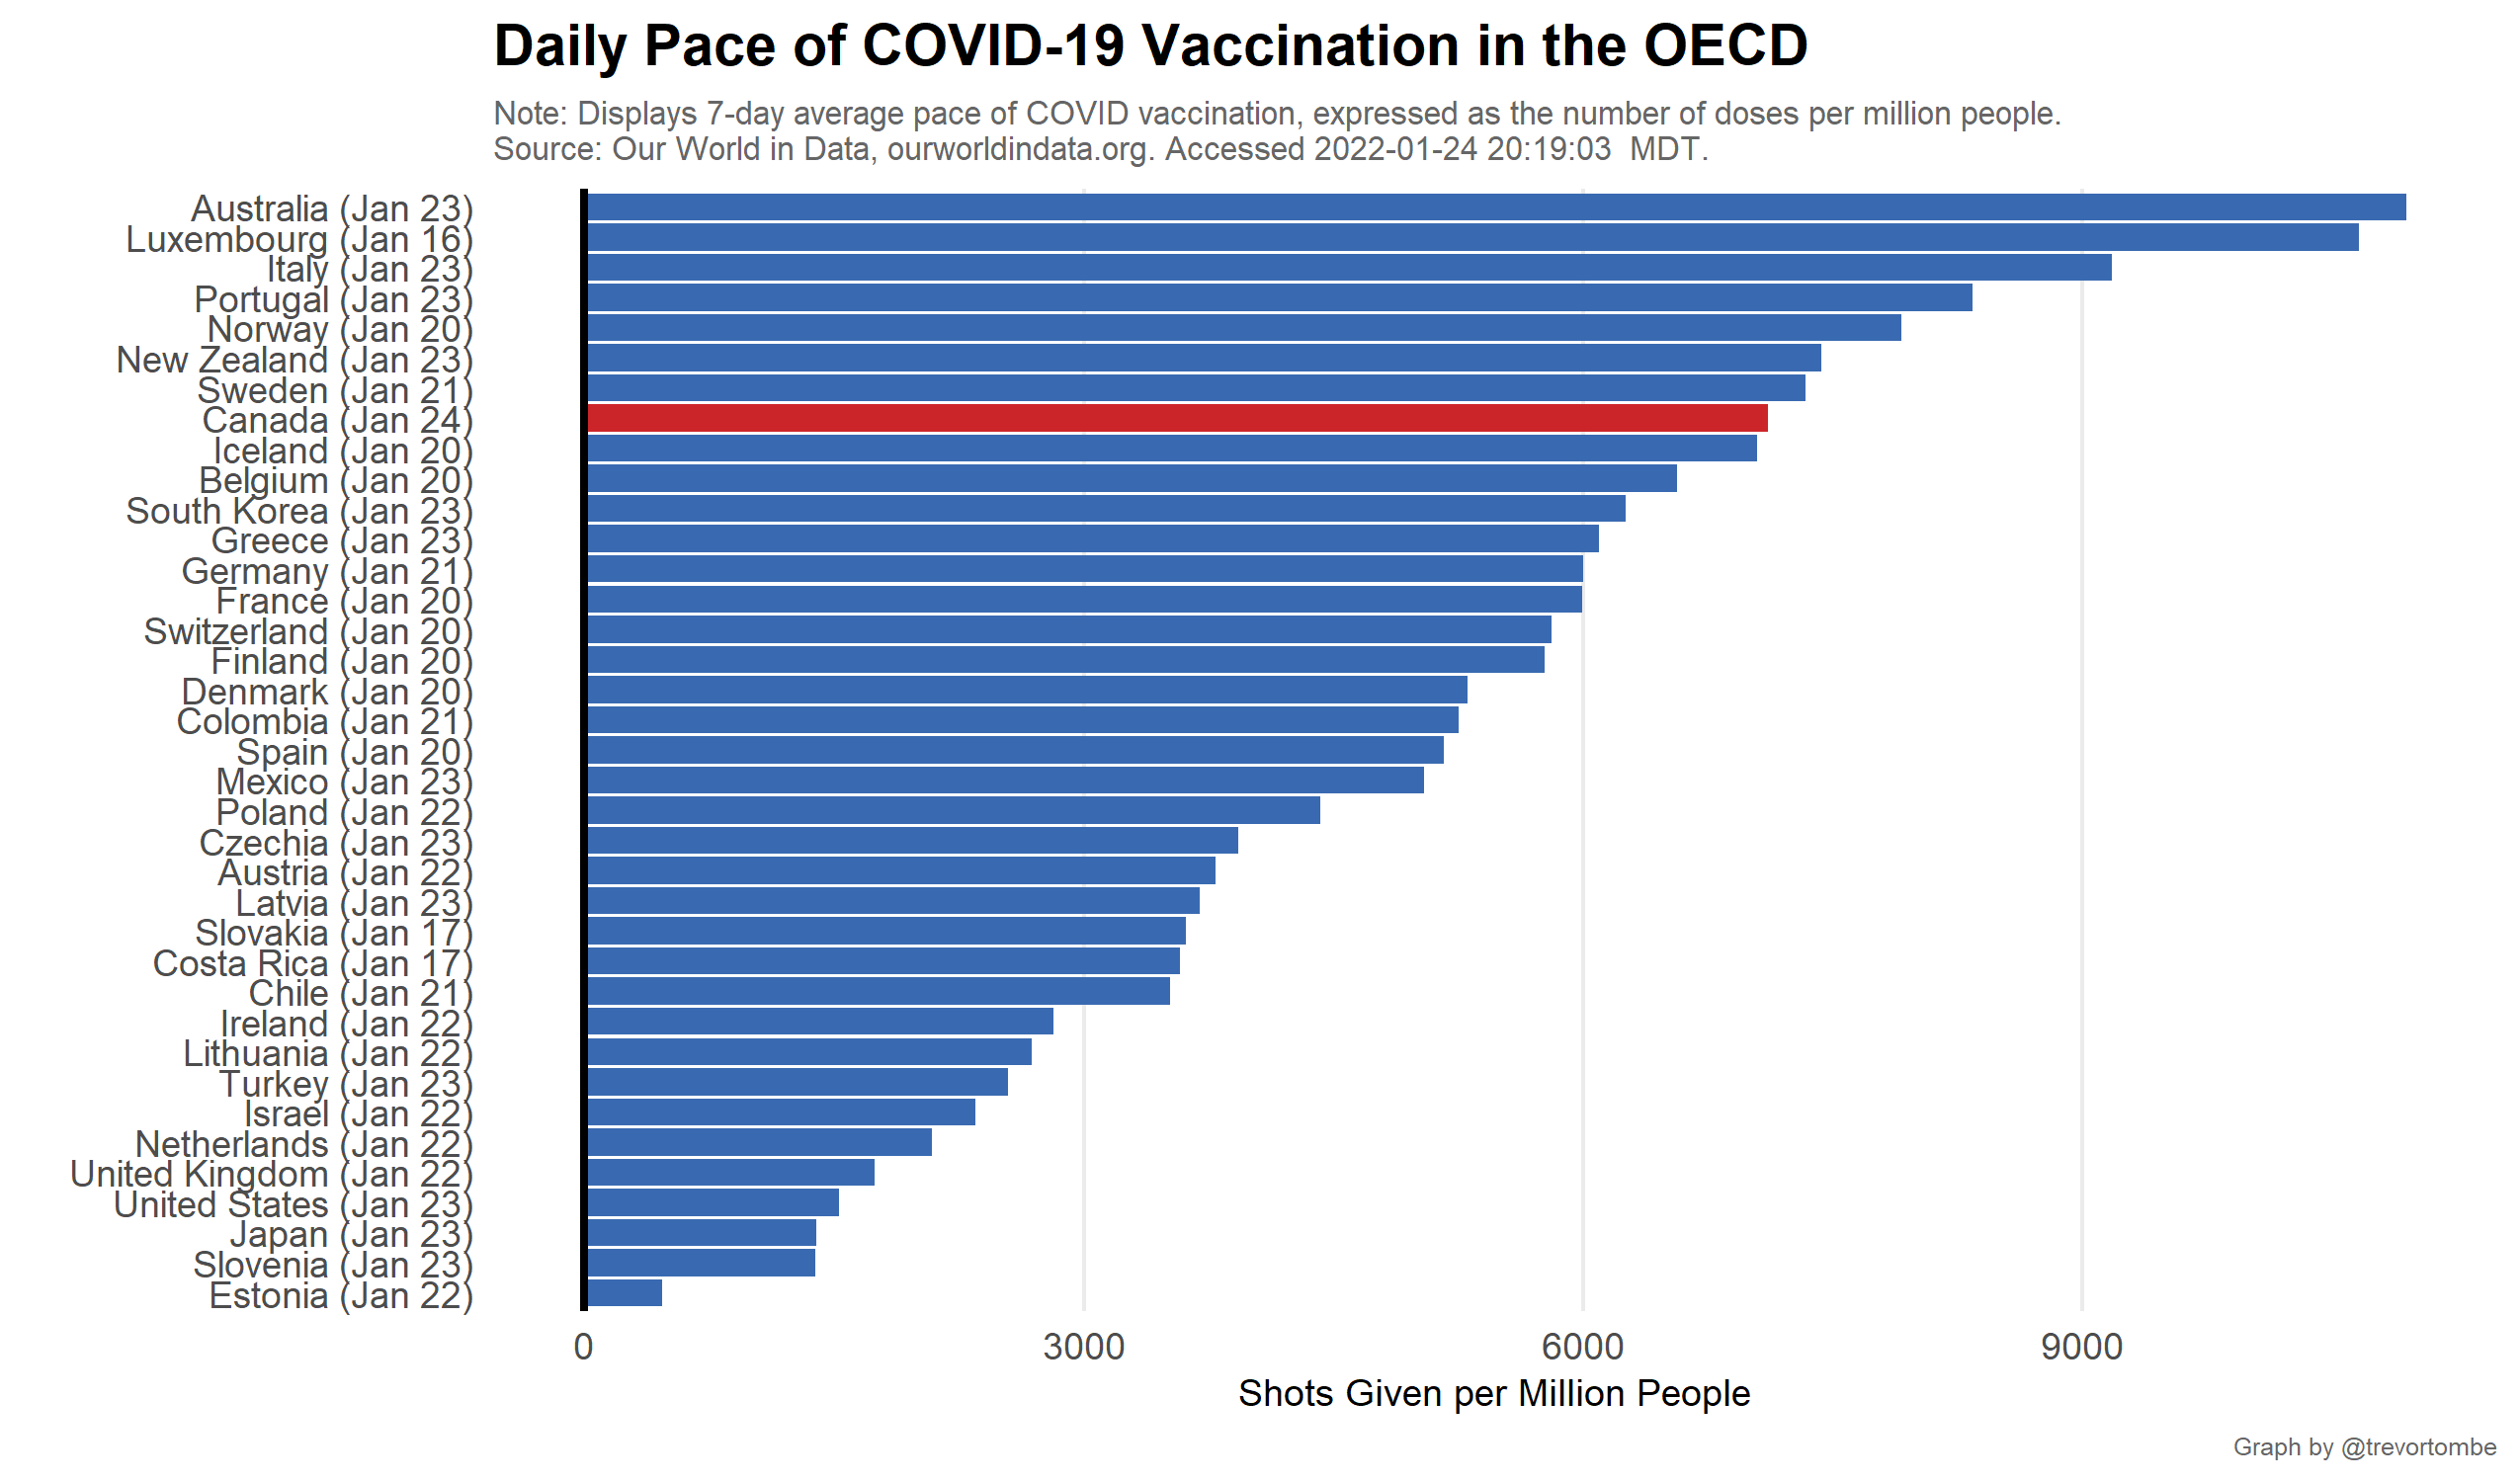 Daily Pace of COVID-19 Vaccination in the OECD
Note: Displays 7-day average pace of COVID vaccination, expressed as the number of doses per million people.
Source: Our World in Data, ourworldindata.org. Accessed 2022-01-24 20:19:03  MDT.
Australia (Jan 23)
Luxembourg (Jan 16)
Italy (Jan 23)
Portugal (Jan 23)
Norway (Jan 20)
New Zealand (Jan 23)
Sweden (Jan 21)
Canada (Jan 24)
Iceland (Jan 20)
Belgium (Jan 20)
South Korea (Jan 23)
Greece (Jan 23)
Germany (Jan 21)
France (Jan 20)
Switzerland (Jan 20)
Finland (Jan 20)
Denmark (Jan 20)
Colombia (Jan 21)
Spain (Jan 20)
Mexico (Jan 23)
Poland (Jan 22)
Czechia (Jan 23)
Austria (Jan 22)
Latvia (Jan 23)
Slovakia (Jan 17)
Costa Rica (Jan 17)
Chile (Jan 21)
Ireland (Jan 22)
Lithuania (Jan 22)
Turkey (Jan 23)
Israel (Jan 22)
Netherlands (Jan 22)
United Kingdom (Jan 22)
United States (Jan 23)
Japan (Jan 23)
Slovenia (Jan 23)
Estonia (Jan 22)
0 3000 6000 9000
Shots Given per Million People
Graph by @trevortombe